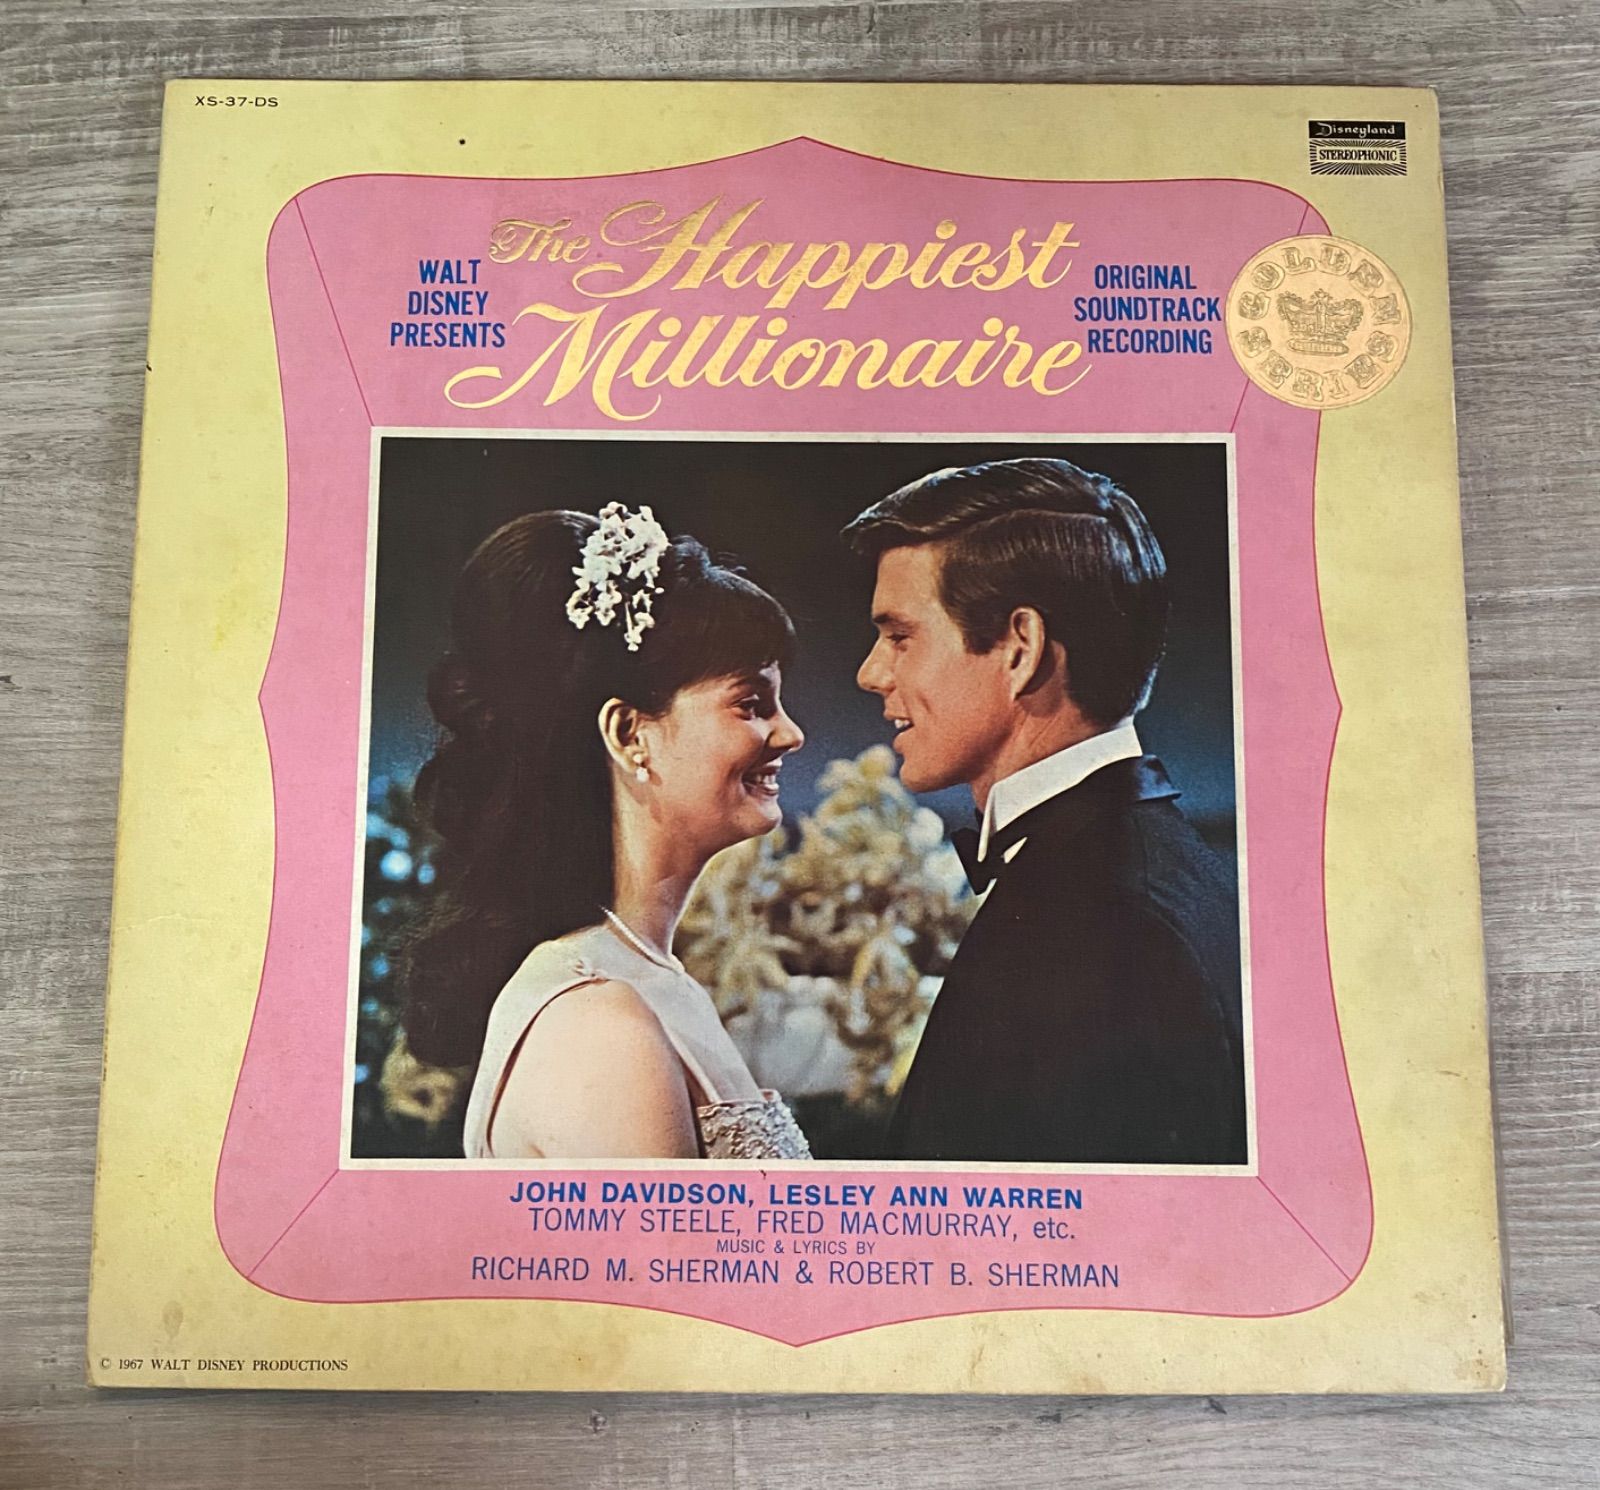 XS-37-DS
Disneyland
STEREOPHONIC
The Happiest
Millionaire
WALT
DISNEY
PRESENTS
ORIGINAL
SOUNDTRACK
RECORDING
GOLDEN
SERIES
JOHN DAVIDSON, LESLEY ANN WARREN
TOMMY STEELE, FRED MACMURRAY, etc.
MUSIC & LYRICS BY
RICHARD M. SHERMAN & ROBERT B. SHERMAN
© 1967 WALT DISNEY PRODUCTIONS